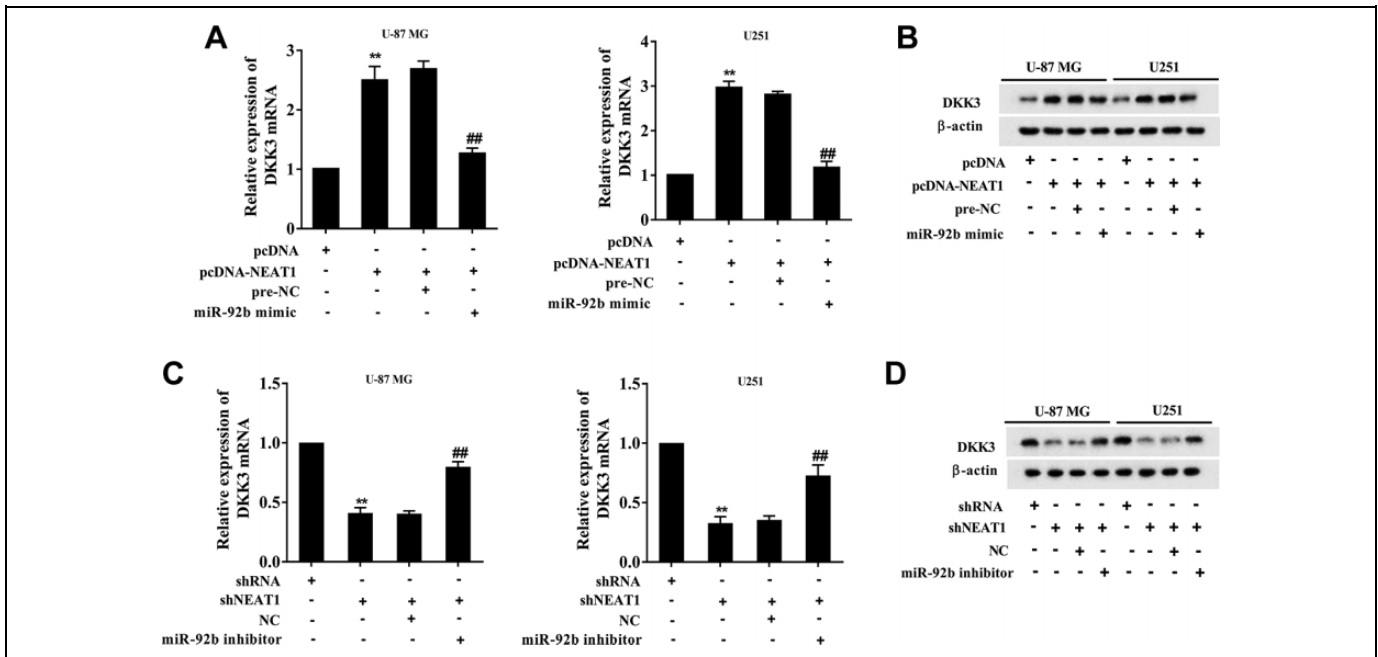 A
U-87 MG
Relative expression of
DKK3 mRNA
3
2
1
0
**
##
pcDNA + - - -
pcDNA-NEAT1 - + + +
pre-NC - - + -
miR-92b mimic - - - +
U251
Relative expression of
DKK3 mRNA
4
3
2
1
0
**
##
pcDNA + - - -
pcDNA-NEAT1 - + + +
pre-NC - - + -
miR-92b mimic - - - +
B
U-87 MG U251
DKK3
β-actin
pcDNA + - - - + - - -
pcDNA-NEAT1 - + + + - + + +
pre-NC - - + - - - + -
miR-92b mimic - - - + - - - +
C
U-87 MG
Relative expression of
DKK3 mRNA
1.5
1.0
0.5
0.0
**
##
shRNA + - - -
shNEAT1 - + + +
NC - - + -
miR-92b inhibitor - - - +
U251
Relative expression of
DKK3 mRNA
1.5
1.0
0.5
0.0
**
##
shRNA + - - -
shNEAT1 - + + +
NC - - + -
miR-92b inhibitor - - - +
D
U-87 MG U251
DKK3
β-actin
shRNA + - - - + - - -
shNEAT1 - + + + - + + +
NC - - + - - - + -
miR-92b inhibitor - - - + - - - +